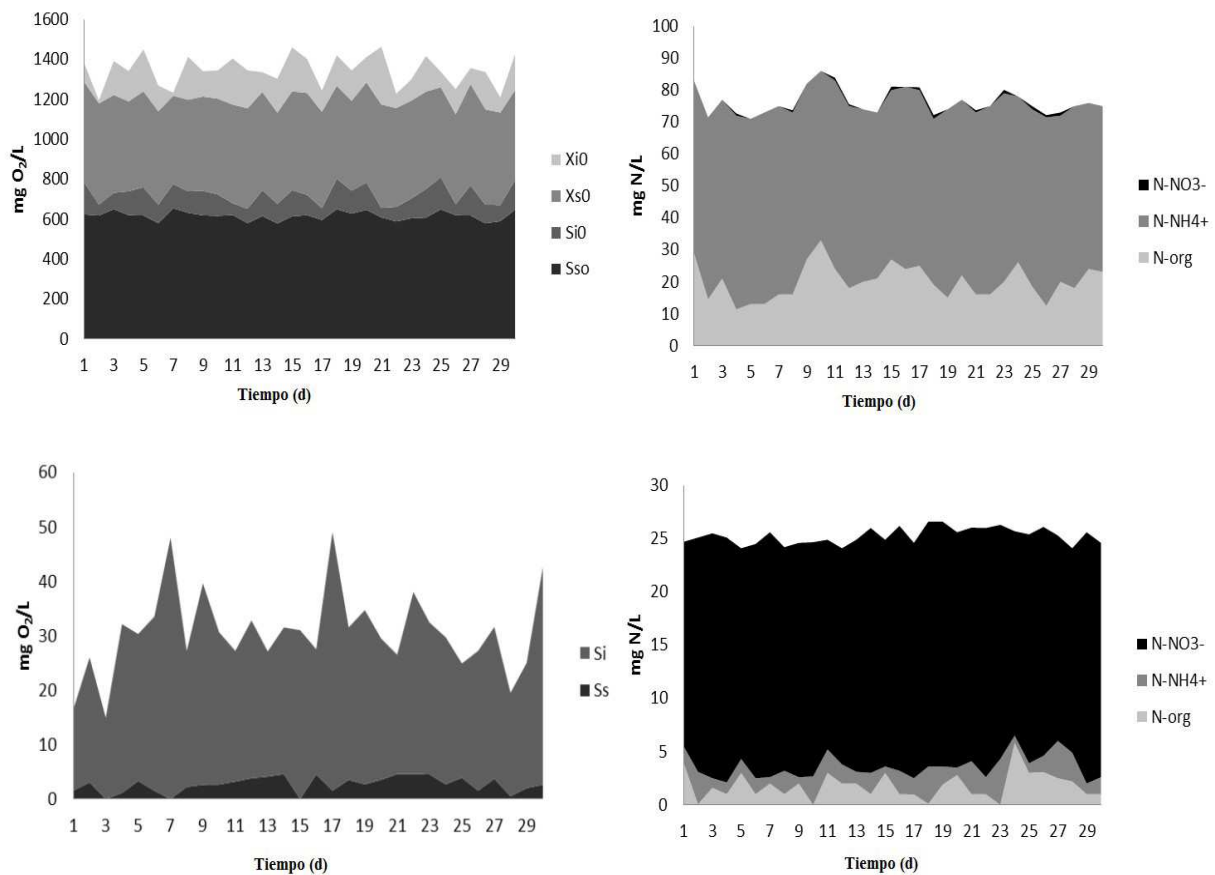 1600
1400
1200
1000
800
600
400
200
0
mg O₂/L
1 3 5 7 9 11 13 15 17 19 21 23 25 27 29
Tiempo (d)
Xi0
Xs0
Si0
Sso
100
90
80
70
60
50
40
30
20
10
0
mg N/L
1 3 5 7 9 11 13 15 17 19 21 23 25 27 29
Tiempo (d)
N-NO3-
N-NH4+
N-org
60
50
40
30
20
10
0
mg O₂/L
1 3 5 7 9 11 13 15 17 19 21 23 25 27 29
Tiempo (d)
Si
Ss
30
25
20
15
10
5
0
mg N/L
1 3 5 7 9 11 13 15 17 19 21 23 25 27 29
Tiempo (d)
N-NO3-
N-NH4+
N-org